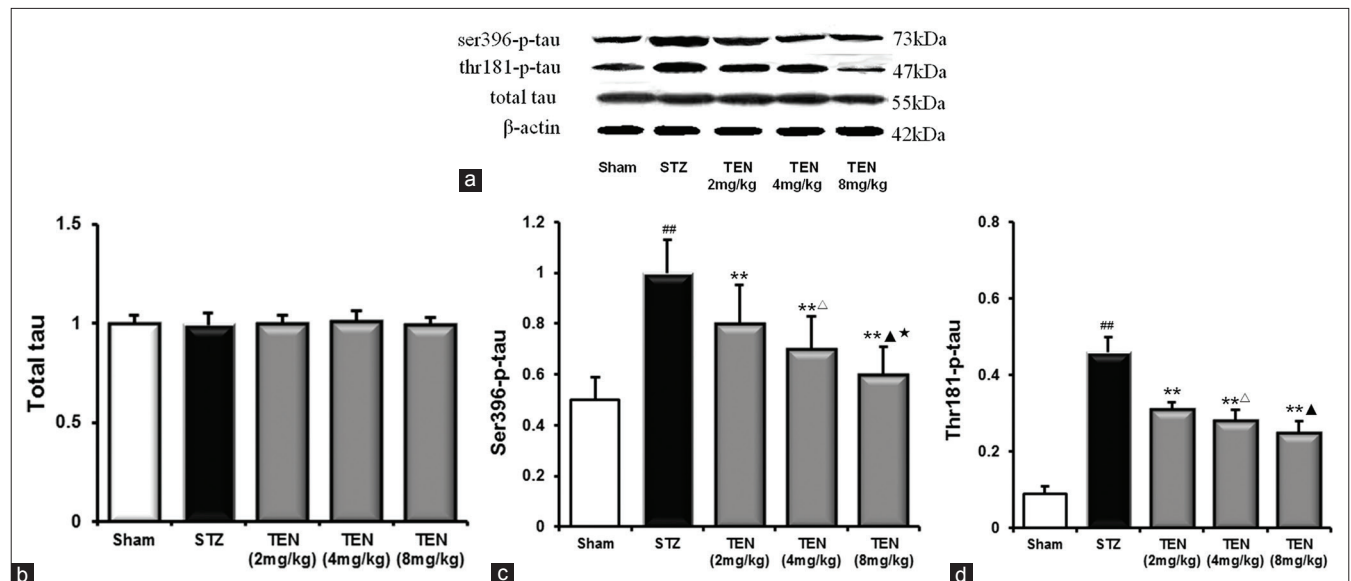 ser396-p-tau 73kDa
thr181-p-tau 47kDa
total tau 55kDa
β-actin 42kDa
Sham STZ TEN TEN TEN
2mg/kg 4mg/kg 8mg/kg
a
Total tau
1.5
1
0.5
0
Sham STZ TEN TEN TEN
(2mg/kg) (4mg/kg) (8mg/kg)
b
Ser396-p-tau
1.2
1
0.8
0.6
0.4
0.2
0
##
**
**△
**▲★
Sham STZ TEN TEN TEN
(2mg/kg) (4mg/kg) (8mg/kg)
c
Thr181-p-tau
0.8
0.6
0.4
0.2
0
##
**
**△
**▲
Sham STZ TEN TEN TEN
(2mg/kg) (4mg/kg) (8mg/kg)
d